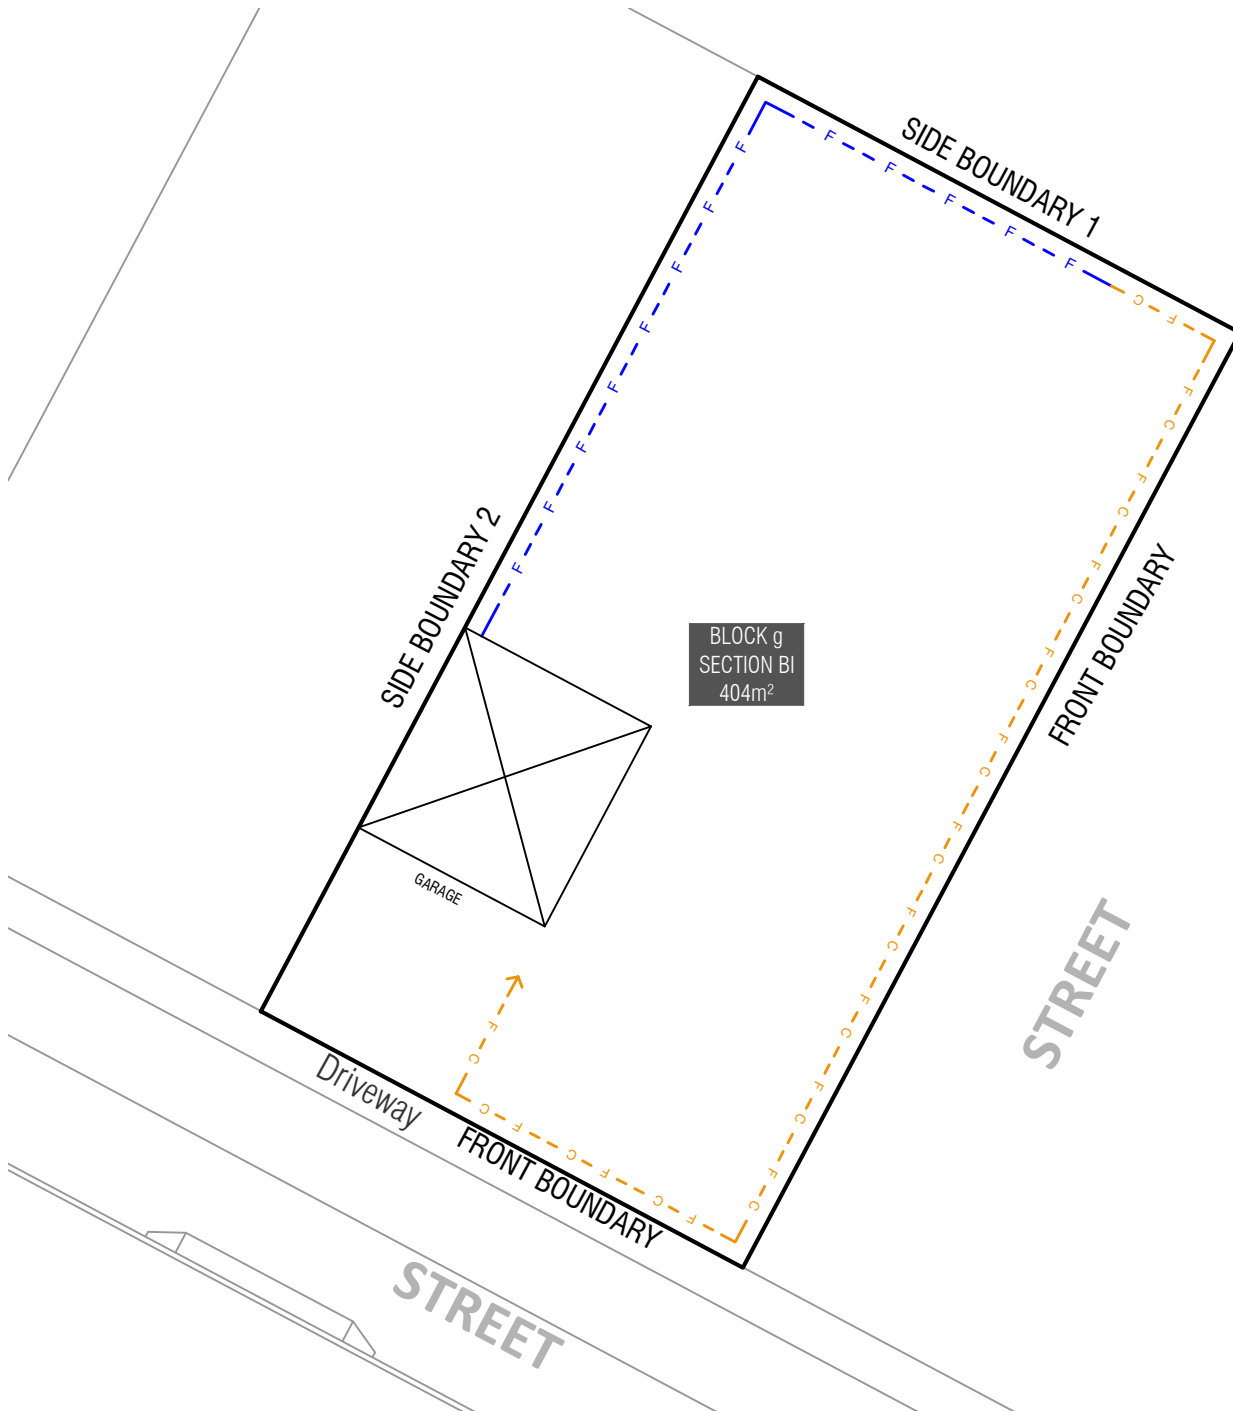 SIDE BOUNDARY 1
F F F F F
C F
F F F F F F F F
F C F C F C F C F C F C F C F C F C F C
SIDE BOUNDARY 2
BLOCK g
SECTION BI
404m²
FRONT BOUNDARY
GARAGE
STREET
F C
C F C F C F
Driveway
FRONT BOUNDARY
STREET